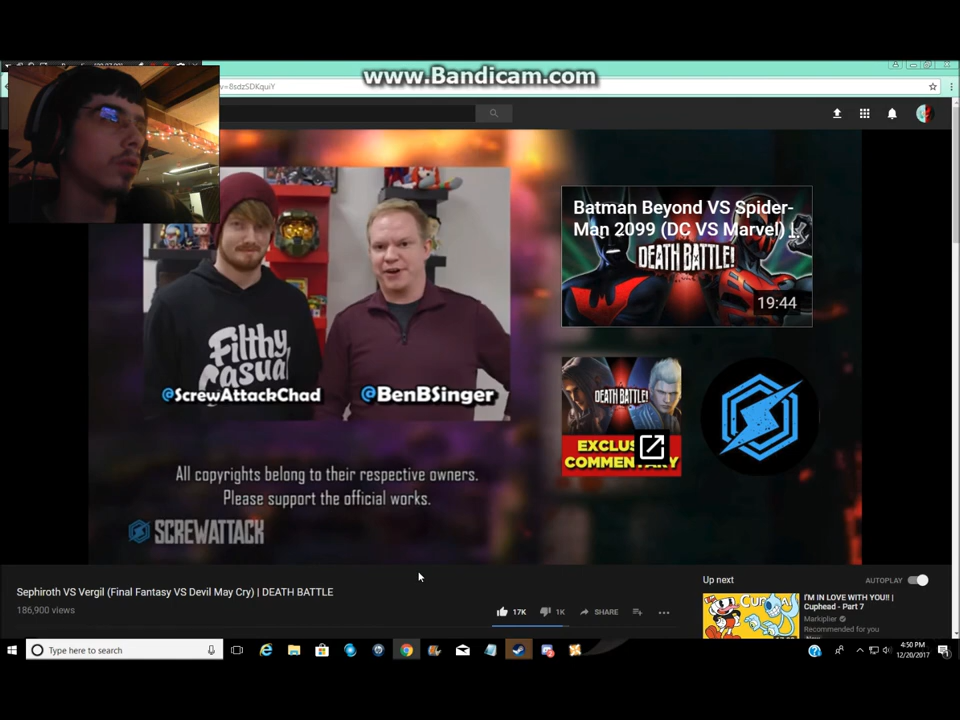 www.Bandicam.com
v=8sdzSDKquiY
Batman Beyond VS Spider-
Man 2099 (DC VS Marvel) |
DEATH BATTLE!
19:44
Filthy
Casual
@ScrewAttackChad
@BenBSinger
DEATH BATTLE!
EXCLUS
COMMENTARY
All copyrights belong to their respective owners.
Please support the official works.
SCREWATTACK
Sephiroth VS Vergil (Final Fantasy VS Devil May Cry) | DEATH BATTLE
186,900 views
17K
1K
SHARE
Up next
AUTOPLAY
I'M IN LOVE WITH YOU!! |
Cuphead - Part 7
Markiplier
Recommended for you
New
Type here to search
4:50 PM
12/20/2017